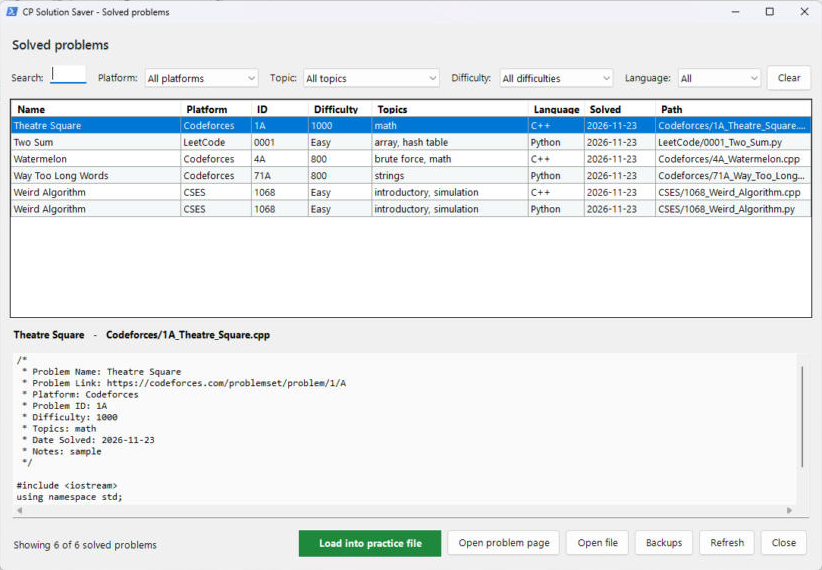 CP Solution Saver - Solved problems
Solved problems
Search: Platform: All platforms Topic: All topics Difficulty: All difficulties Language: All Clear
Name Platform ID Difficulty Topics Language Solved Path
Theatre Square Codeforces 1A 1000 math C++ 2026-11-23 Codeforces/1A_Theatre_Square....
Two Sum LeetCode 0001 Easy array, hash table Python 2026-11-23 LeetCode/0001_Two_Sum.py
Watermelon Codeforces 4A 800 brute force, math C++ 2026-11-23 Codeforces/4A_Watermelon.cpp
Way Too Long Words Codeforces 71A 800 strings Python 2026-11-23 Codeforces/71A_Way_Too_Long...
Weird Algorithm CSES 1068 Easy introductory, simulation C++ 2026-11-23 CSES/1068_Weird_Algorithm.cpp
Weird Algorithm CSES 1068 Easy introductory, simulation Python 2026-11-23 CSES/1068_Weird_Algorithm.py
Theatre Square - Codeforces/1A_Theatre_Square.cpp
/*
* Problem Name: Theatre Square
* Problem Link: https://codeforces.com/problemset/problem/1/A
* Platform: Codeforces
* Problem ID: 1A
* Difficulty: 1000
* Topics: math
* Date Solved: 2026-11-23
* Notes: sample
*/
#include <iostream>
using namespace std;
Showing 6 of 6 solved problems Load into practice file Open problem page Open file Backups Refresh Close